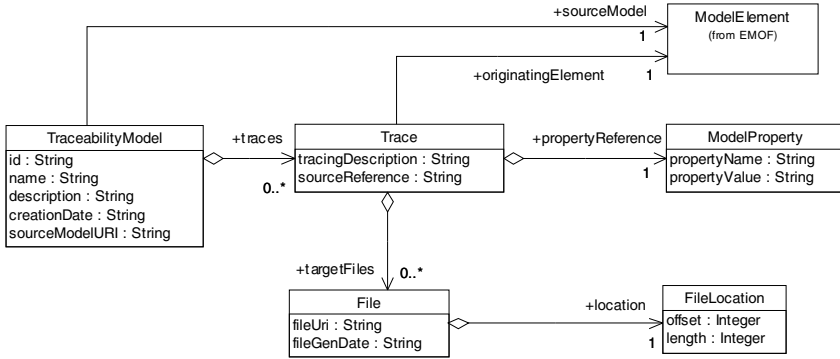 +sourceModel
1
ModelElement
(from EMOF)
+originatingElement
1
TraceabilityModel
id : String
name : String
description : String
creationDate : String
sourceModelURI : String
+traces
0..*
Trace
tracingDescription : String
sourceReference : String
+propertyReference
1
ModelProperty
propertyName : String
propertyValue : String
+targetFiles
0..*
File
fileUri : String
fileGenDate : String
+location
1
FileLocation
offset : Integer
length : Integer